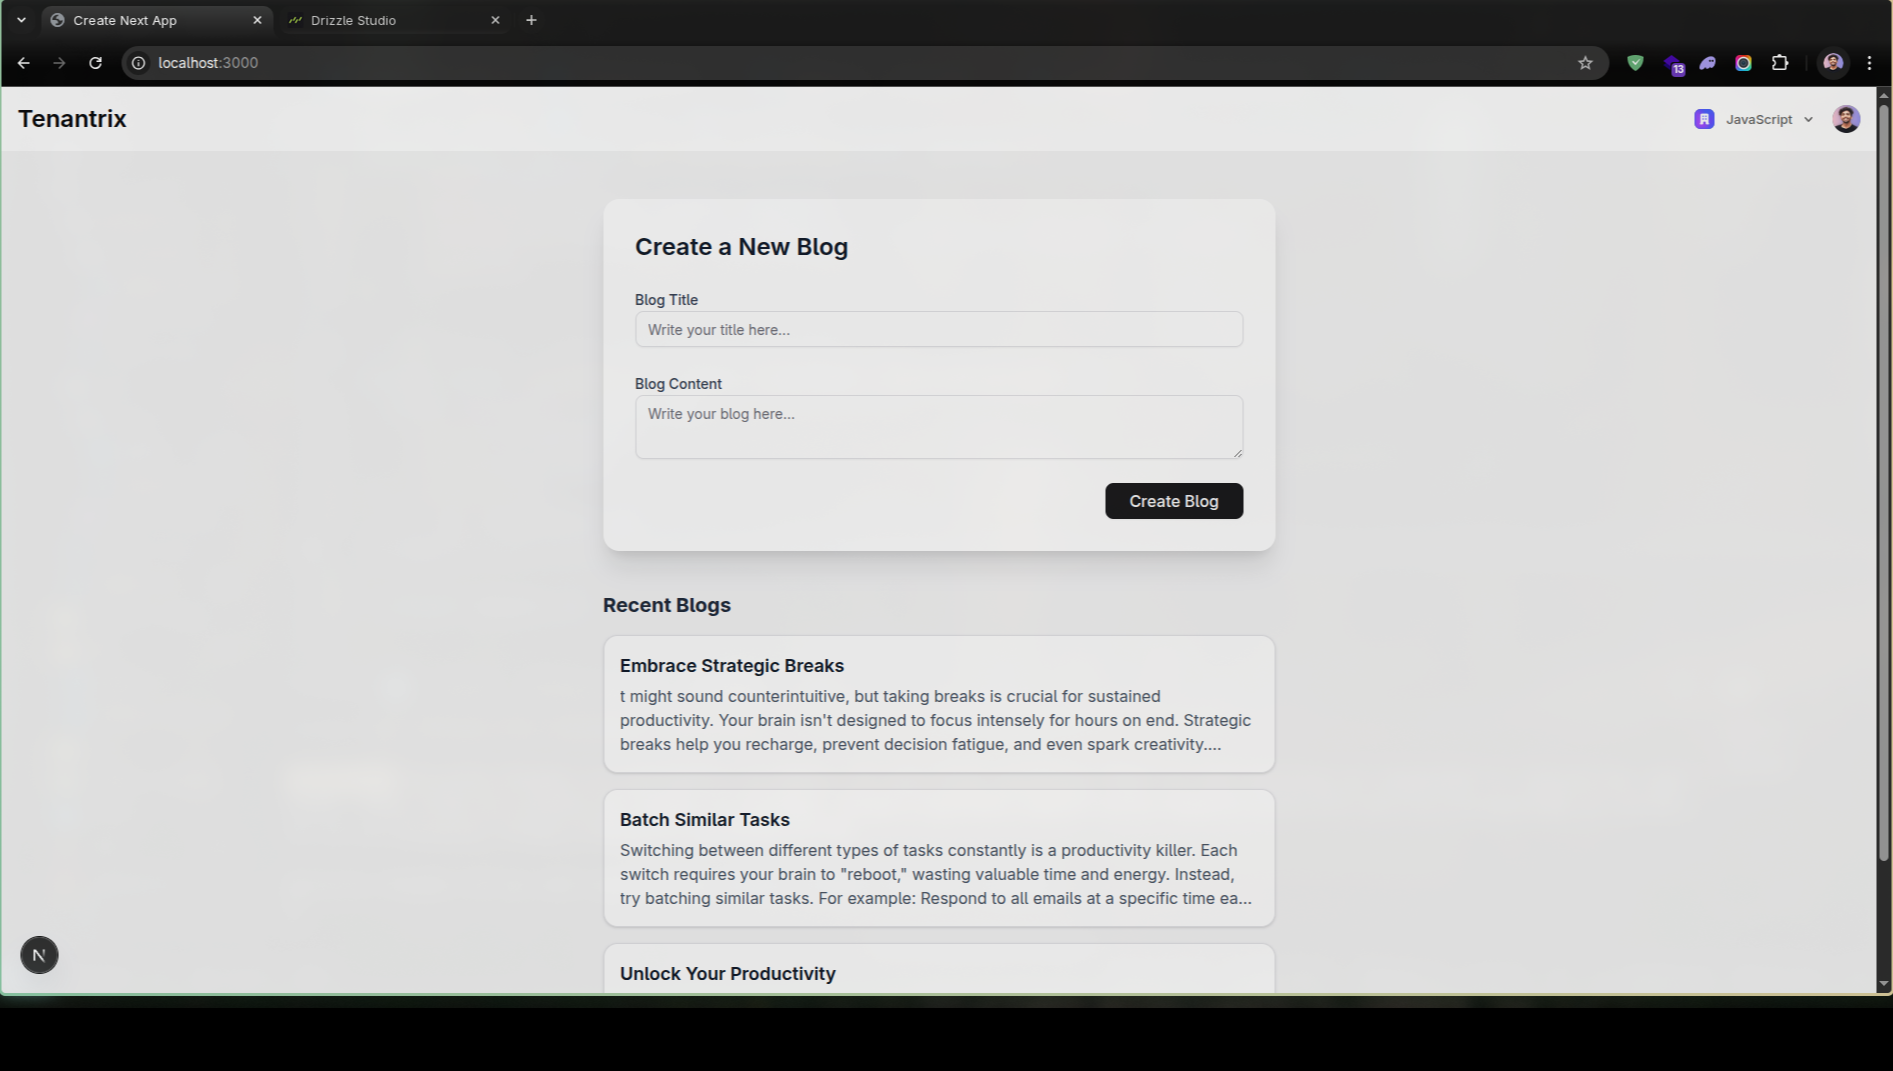 Create Next App
Drizzle Studio
localhost:3000
13
Tenantrix
JavaScript
Create a New Blog
Blog Title
Write your title here...
Blog Content
Write your blog here...
Create Blog
Recent Blogs
Embrace Strategic Breaks
t might sound counterintuitive, but taking breaks is crucial for sustained
productivity. Your brain isn't designed to focus intensely for hours on end. Strategic
breaks help you recharge, prevent decision fatigue, and even spark creativity....
Batch Similar Tasks
Switching between different types of tasks constantly is a productivity killer. Each
switch requires your brain to "reboot," wasting valuable time and energy. Instead,
try batching similar tasks. For example: Respond to all emails at a specific time ea...
Unlock Your Productivity
N